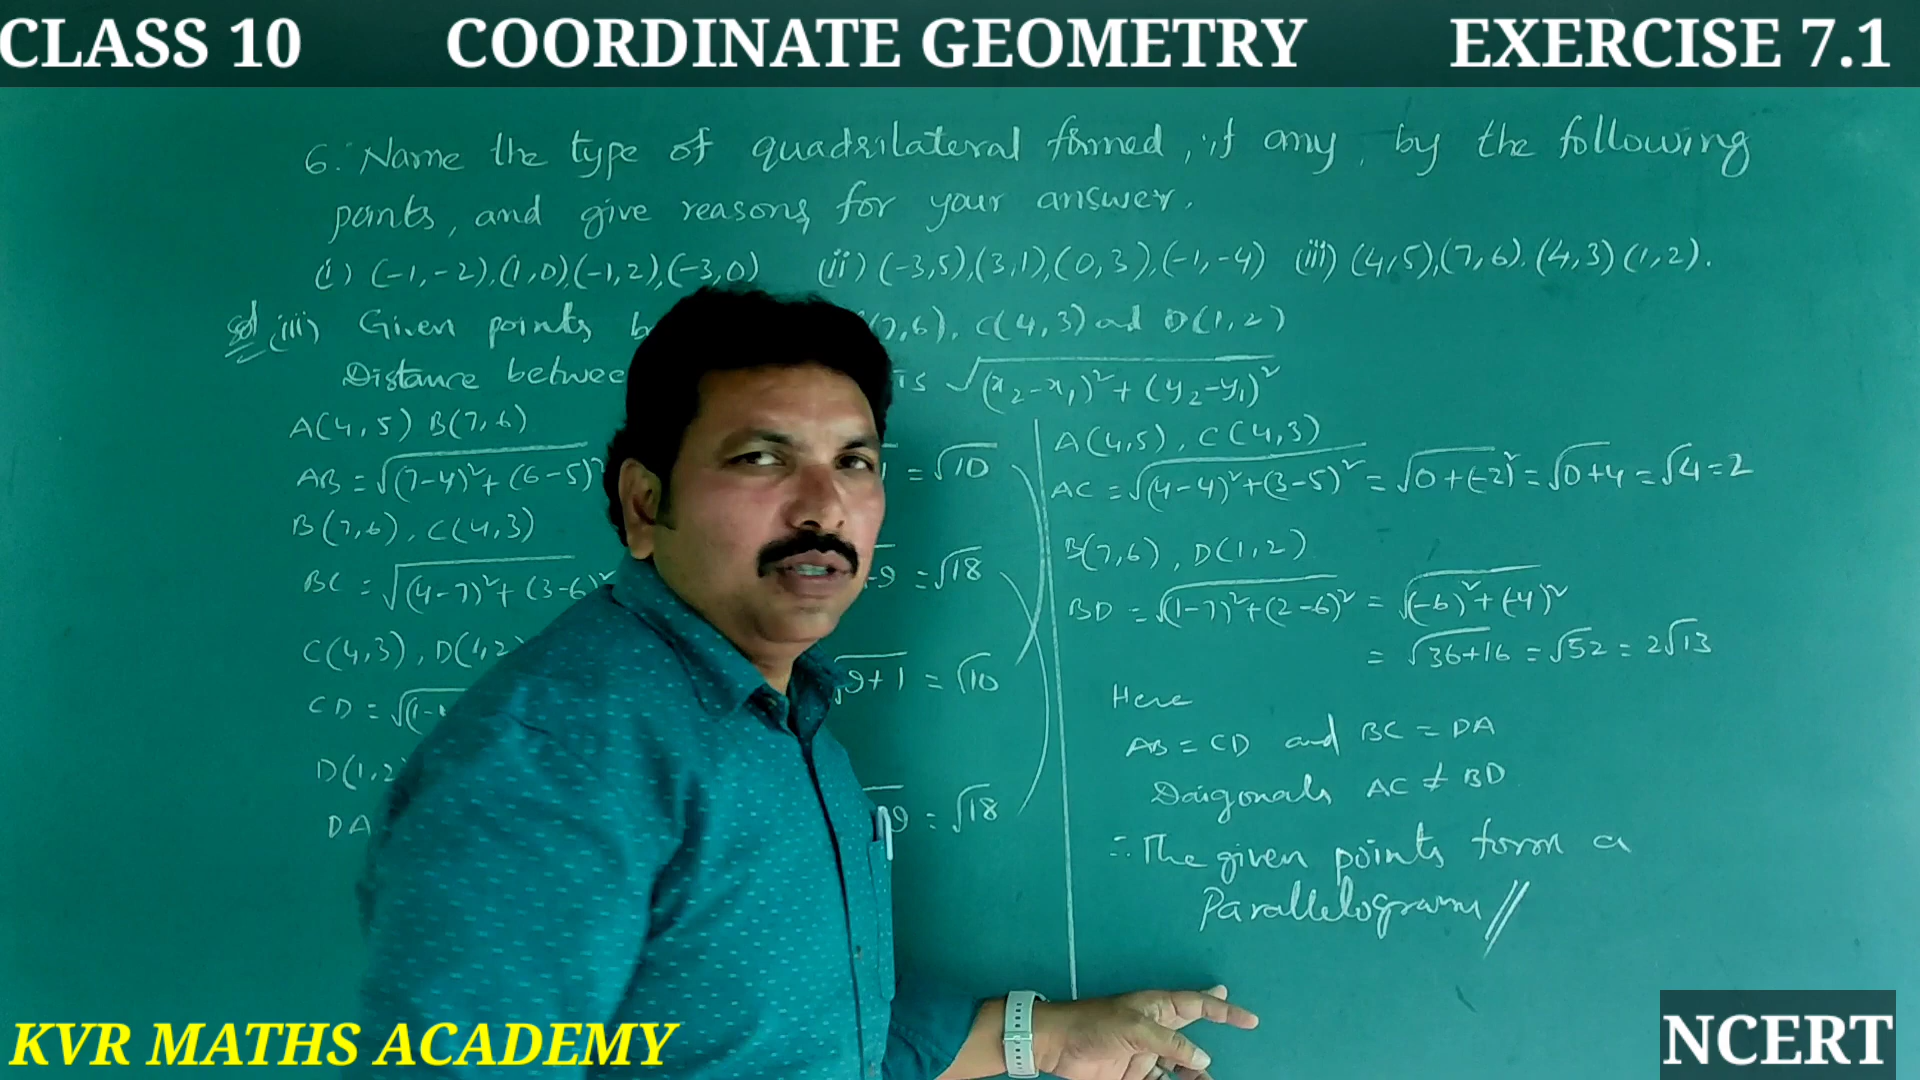 CLASS 10 COORDINATE GEOMETRY EXERCISE 7.1
6. Name the type of quadrilateral formed, if any, by the following
points, and give reasons for your answer.
(i) (-1,-2),(1,0)(-1,2),(-3,0) (ii) (-3,5),(3,1),(0,3),(-1,-4) (iii) (4,5),(7,6).(4,3)(1,2).
Sol (iii) Given points (7,6), C(4,3) and D(1,2)
Distance is √(x₂-x₁)²+(y₂-y₁)²
A(4,5) B(7,6)
AB = √(7-4)²+(6-5)² = √10
B(7,6), C(4,3)
BC = √(4-7)²+(3-6)² = √18
C(4,3), D(1,2
CD = √(1- √9+1 = √10
D(1,2)
DA 9 = √18
A(4,5), C(4,3)
AC = √(4-4)²+(3-5)² = √0+(-2)² = √0+4 = √4 = 2
B(7,6), D(1,2)
BD = √(1-7)²+(2-6)² = √(-6)²+(-4)²
= √36+16 = √52 = 2√13
Here
AB = CD and BC = DA
Daigonals AC ≠ BD
∴ The given points form a
Parallelogram //
KVR MATHS ACADEMY
NCERT